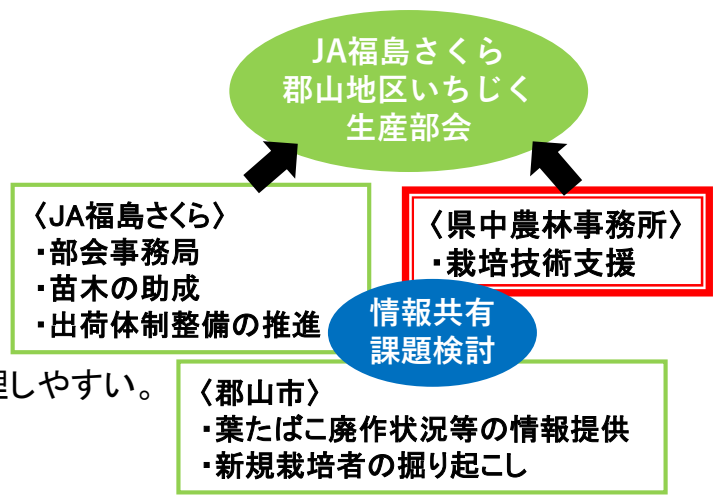 JA福島さくら
郡山地区いちじく
生産部会
〈JA福島さくら〉
・部会事務局
・苗木の助成
・出荷体制整備の推進
〈県中農林事務所〉
・栽培技術支援
情報共有
課題検討
理しやすい。
〈郡山市〉
・葉たばこ廃作状況等の情報提供
・新規栽培者の掘り起こし